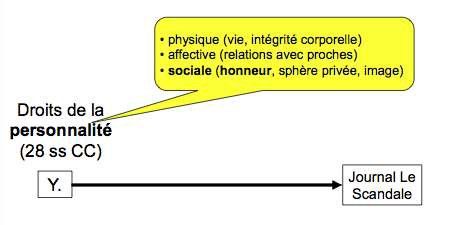 • physique (vie, intégrité corporelle)
• affective (relations avec proches)
• sociale (honneur, sphère privée, image)
Droits de la
personnalité
(28 ss CC)
Y.
Journal Le
Scandale